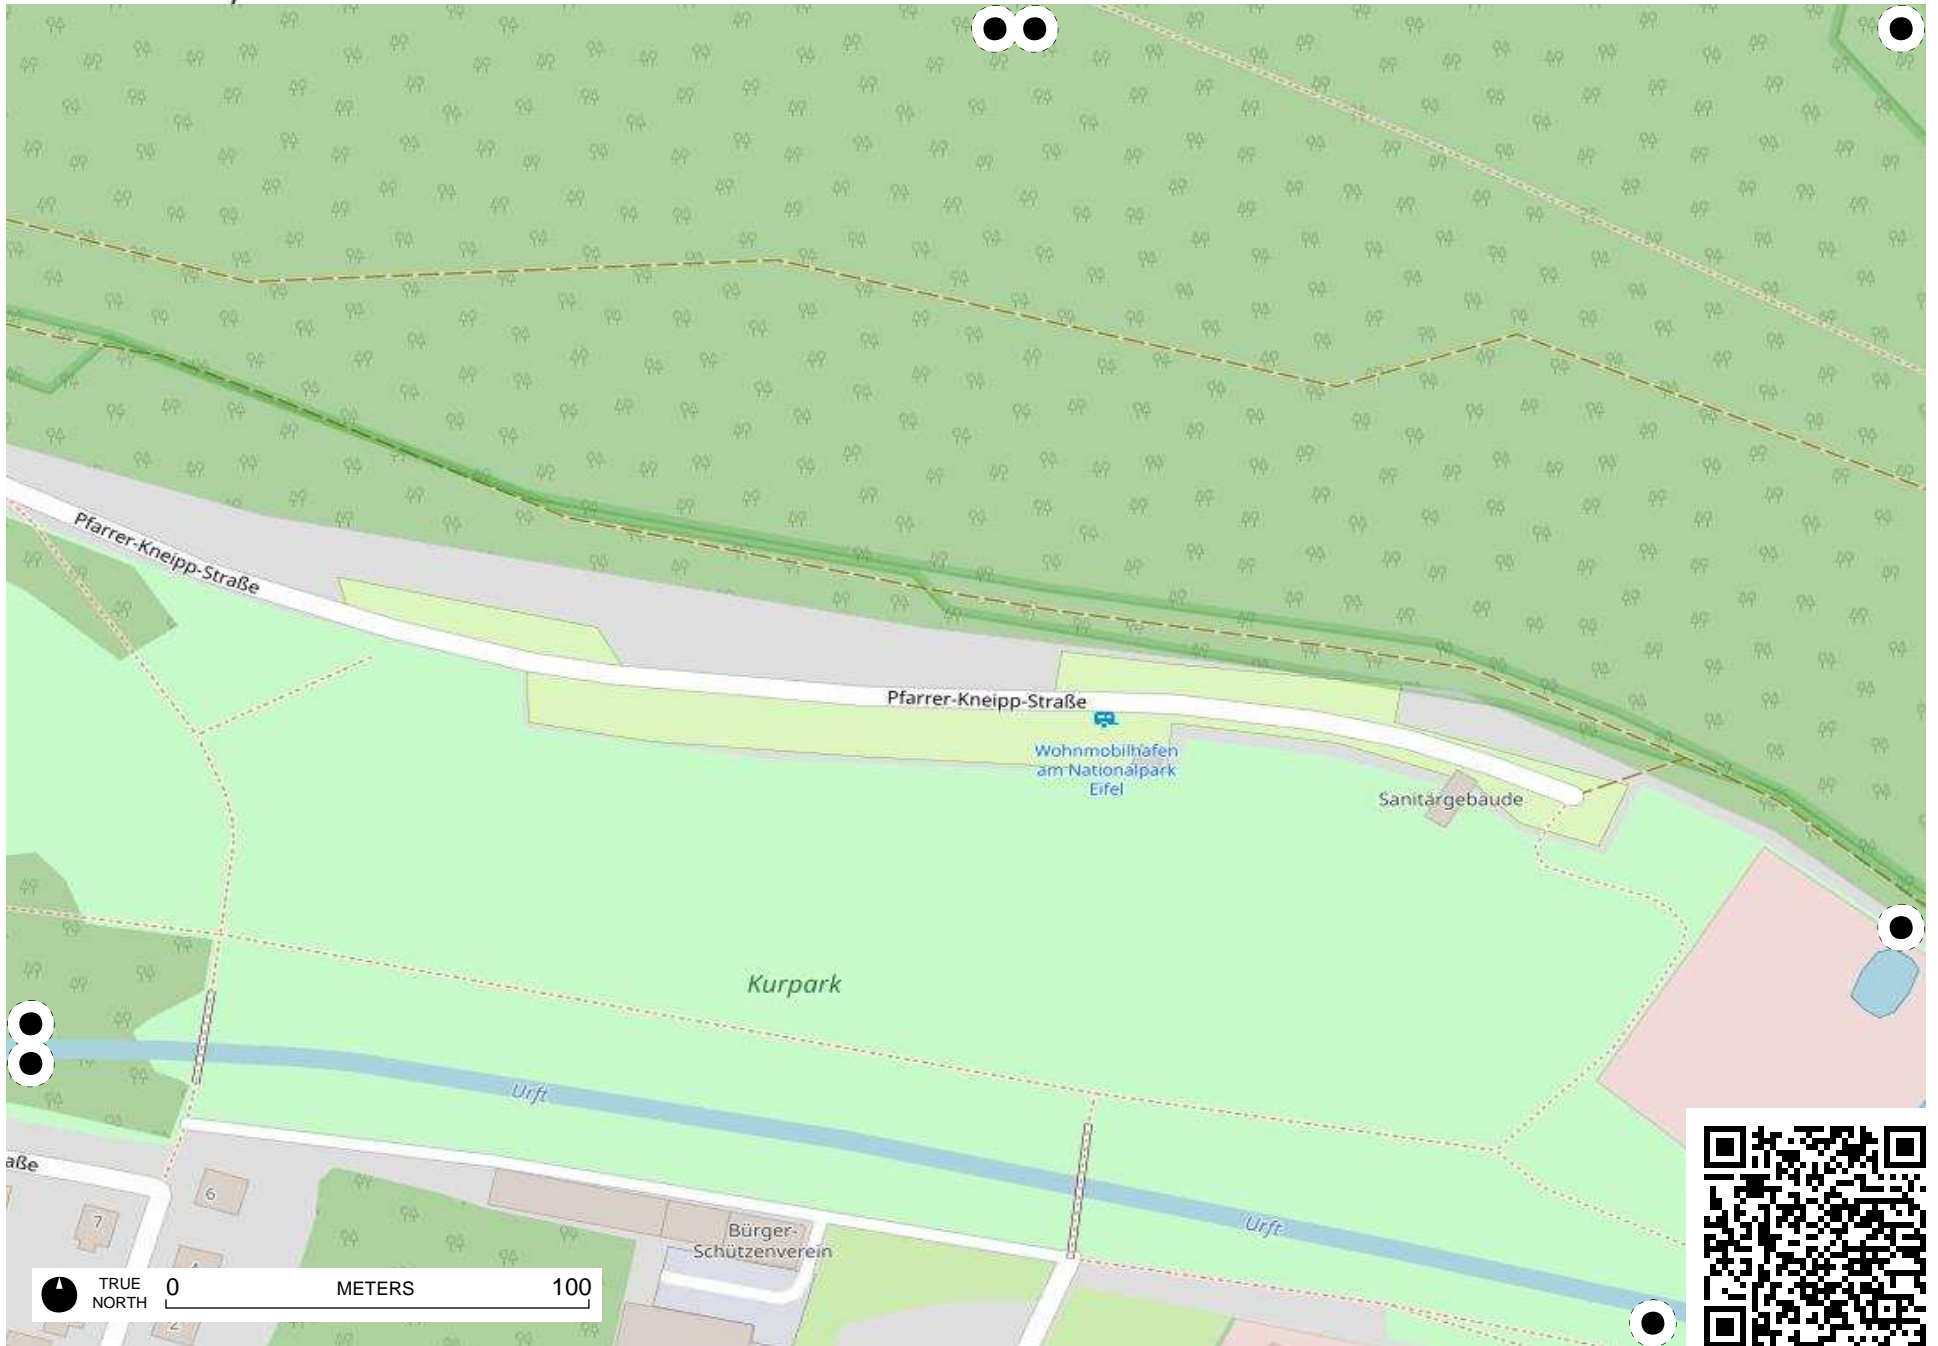 Pfarrer-Kneipp-Straße
Pfarrer-Kneipp-Straße
Wohnmobilhafen
am Nationalpark
Eifel
Sanitärgebäude
Kurpark
Urft
aße
6
7
Bürger-
Schützenverein
Urft
TRUE
NORTH
0
METERS
100
2